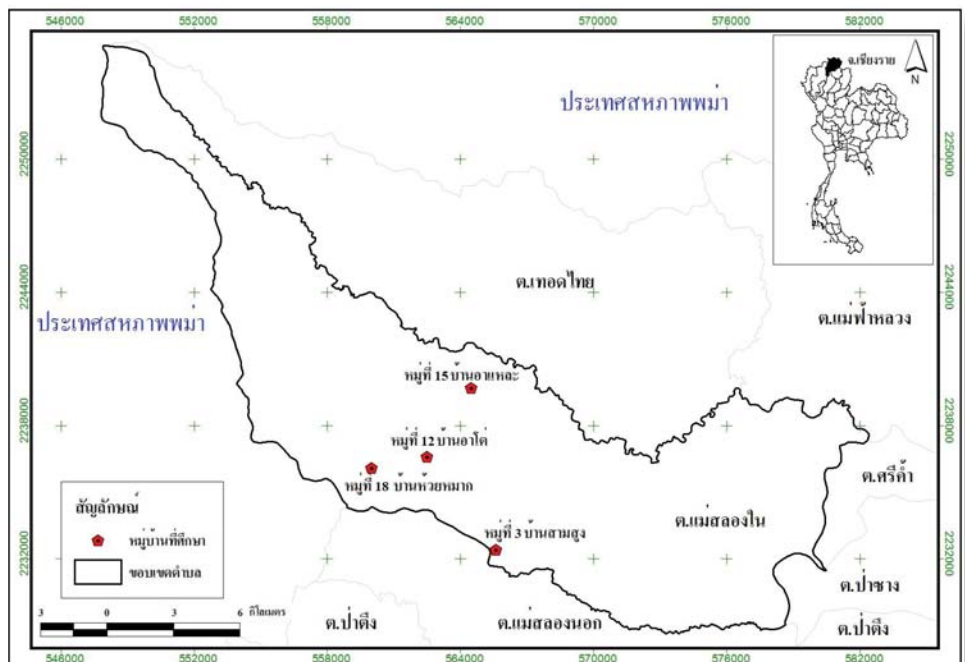 546000 552000 558000 564000 570000 576000 582000
จ.เชียงราย
N
ประเทศสหภาพพม่า
2250000 2250000
ต.เทอดไทย
2244000 2244000
ต.แม่ฟ้าหลวง
ประเทศสหภาพพม่า
หมู่ที่ 15 บ้านอาแหละ
2238000 2238000
หมู่ที่ 12 บ้านอาโต่
ต.ศรีค้ำ
หมู่ที่ 18 บ้านห้วยหมาก
สัญลักษณ์
หมู่บ้านที่ศึกษา
ขอบเขตตำบล
ต.แม่สลองใน
หมู่ที่ 3 บ้านสามสูง
2232000 2232000
ต.ป่าซาง
3 0 3 6 กิโลเมตร
ต.ป่าตึง
ต.แม่สลองนอก
ต.ป่าตึง
546000 552000 558000 564000 570000 576000 582000